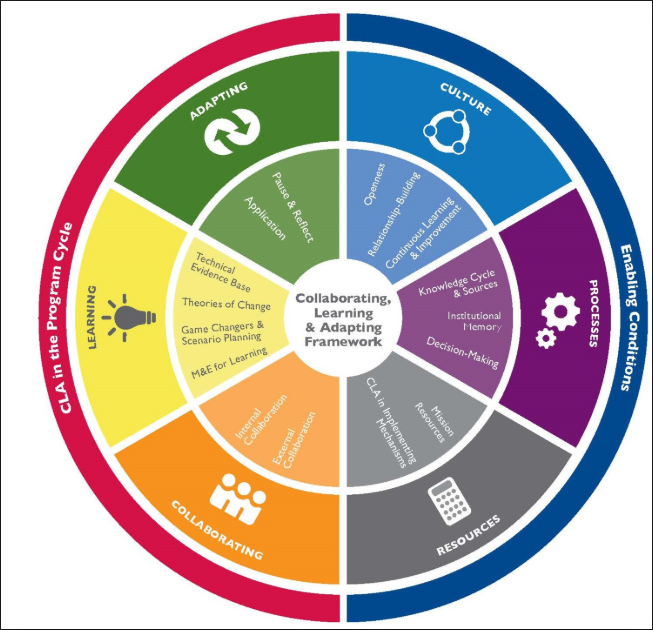 Collaborating,
Learning
& Adapting
Framework
CLA in the Program Cycle
ADAPTING
Pause & Reflect
Application
LEARNING
Technical
Evidence Base
Theories of Change
Game Changers &
Scenario Planning
M&E for Learning
COLLABORATING
Internal
Collaboration
External
Collaboration
Enabling Conditions
CULTURE
Openness
Relationship-Building
Continuous Learning
& Improvement
PROCESSES
Knowledge Cycle
& Sources
Institutional
Memory
Decision-Making
RESOURCES
Mission
Resources
CLA in Implementing
Mechanisms